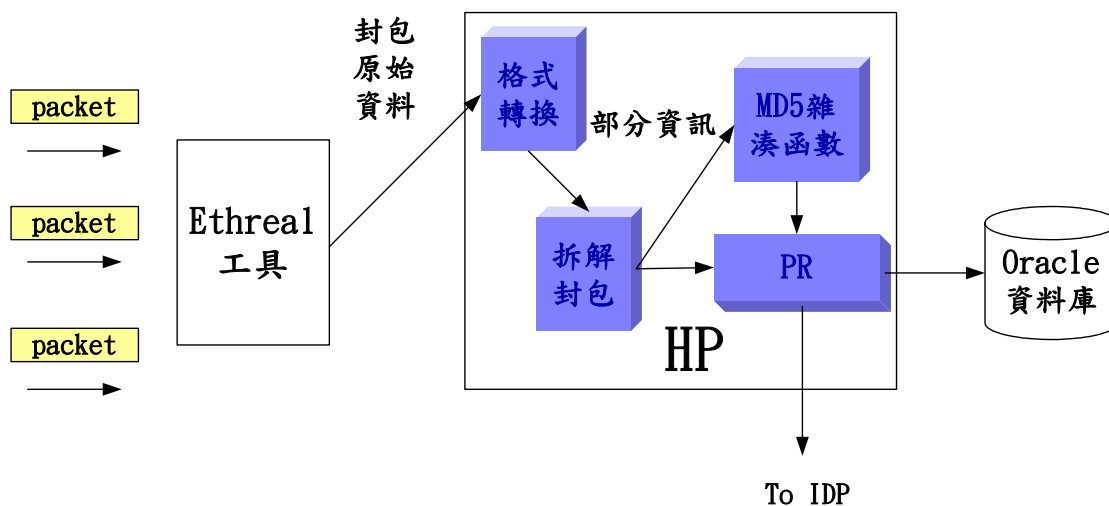 packet
packet
packet
Ethreal
工具
封包
原始
資料
格式
轉換
部分資訊
MD5雜
湊函數
拆解
封包
PR
HP
Oracle
資料庫
To IDP